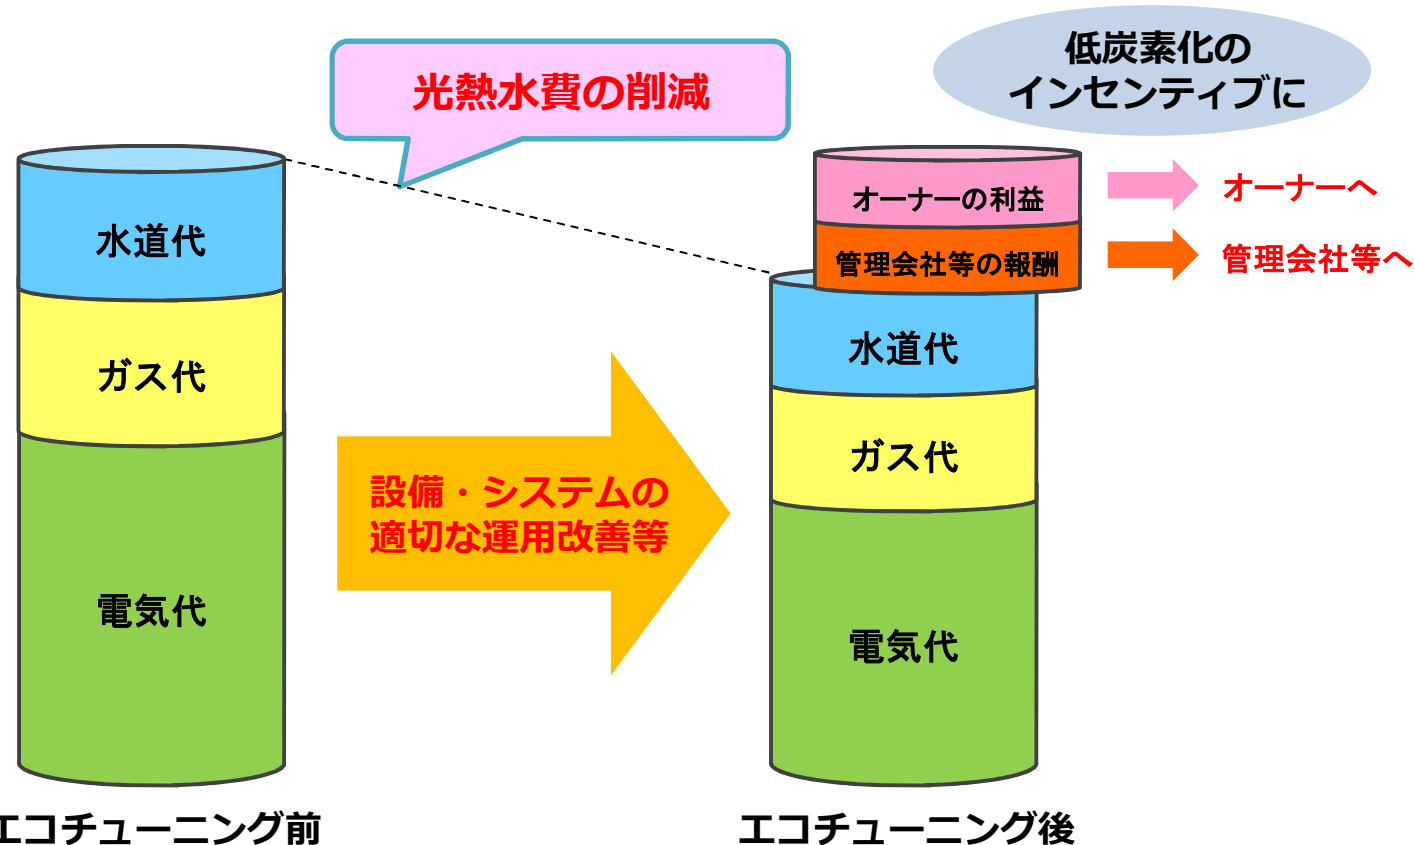 低炭素化の
インセンティブに
光熱水費の削減
水道代
ガス代
電気代
エコチューニング前
設備・システムの
適切な運用改善等
オーナーの利益
管理会社等の報酬
水道代
ガス代
電気代
エコチューニング後
オーナーへ
管理会社等へ